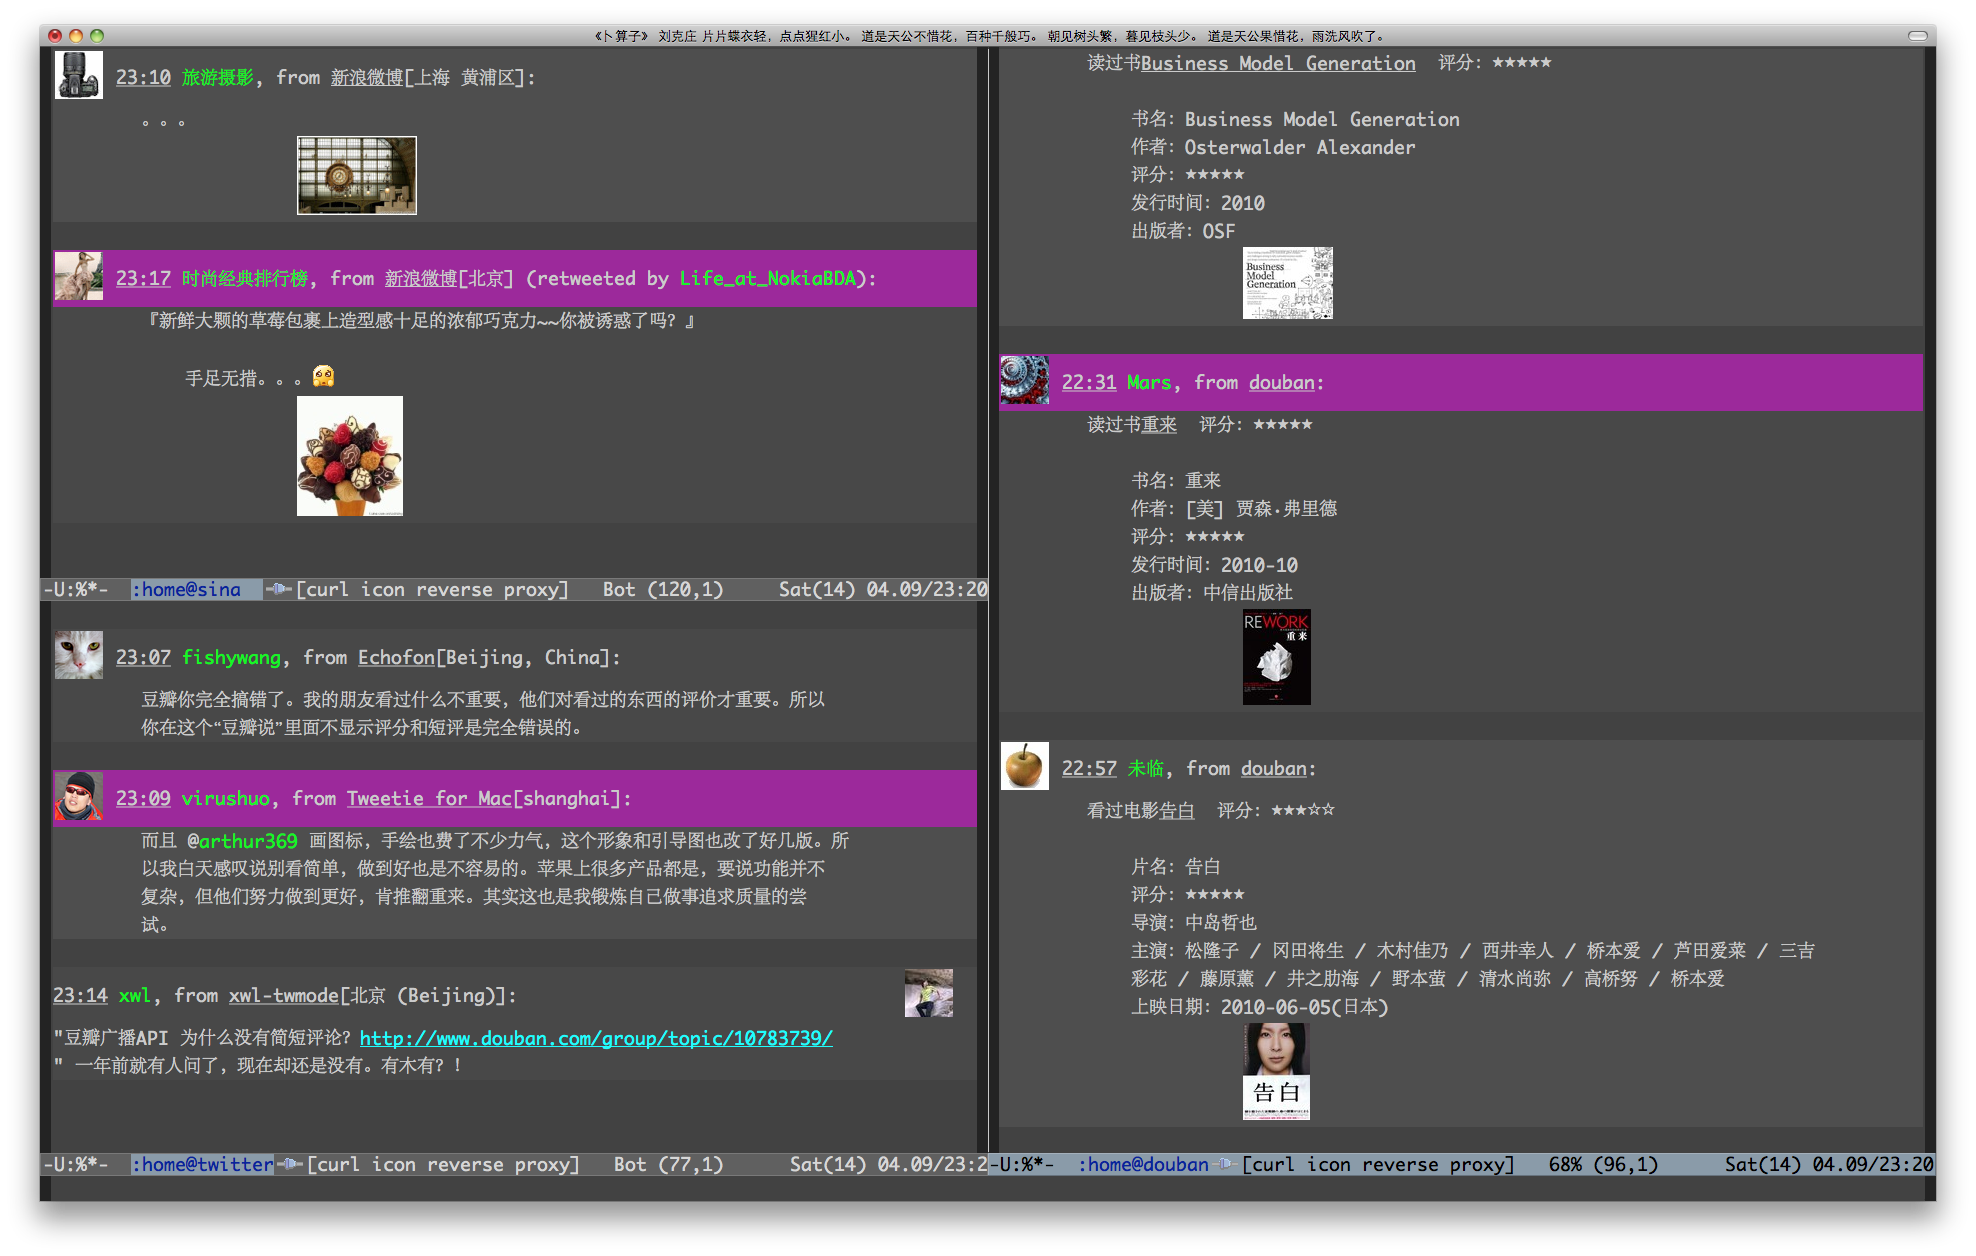 《卜算子》 刘克庄 片片蝶衣轻，点点猩红小。 道是天公不惜花，百种千般巧。 朝见树头繁，暮见枝头少。 道是天公果惜花，雨洗风吹了。
23:10 旅游摄影, from 新浪微博[上海 黄浦区]:
。。。
23:17 时尚经典排行榜, from 新浪微博[北京] (retweeted by Life_at_NokiaBDA):
『新鲜大颗的草莓包裹上造型感十足的浓郁巧克力~~你被诱惑了吗？』
手足无措。。。
-U:%*- :home@sina [curl icon reverse proxy] Bot (120,1) Sat(14) 04.09/23:20
23:07 fishywang, from Echofon[Beijing, China]:
豆瓣你完全搞错了。我的朋友看过什么不重要，他们对看过的东西的评价才重要。所以
你在这个“豆瓣说”里面不显示评分和短评是完全错误的。
23:09 virushuo, from Tweetie for Mac[shanghai]:
而且 @arthur369 画图标，手绘也费了不少力气，这个形象和引导图也改了好几版。所
以我白天感叹说别看简单，做到好也是不容易的。苹果上很多产品都是，要说功能并不
复杂，但他们努力做到更好，肯推翻重来。其实这也是我锻炼自己做事追求质量的尝
试。
23:14 xwl, from xwl-twmode[北京 (Beijing)]:
"豆瓣广播API 为什么没有简短评论？http://www.douban.com/group/topic/10783739/
" 一年前就有人问了，现在却还是没有。有木有？！
-U:%*- :home@twitter [curl icon reverse proxy] Bot (77,1) Sat(14) 04.09/23:2
读过书Business Model Generation 评分：★★★★★
书名：Business Model Generation
作者：Osterwalder Alexander
评分：★★★★★
发行时间：2010
出版者：OSF
Business
Model
Generation
22:31 Mars, from douban:
读过书重来 评分：★★★★★
书名：重来
作者：[美] 贾森·弗里德
评分：★★★★★
发行时间：2010-10
出版者：中信出版社
REWORK
重来
22:57 未临, from douban:
看过电影告白 评分：★★★☆☆
片名：告白
评分：★★★★★
导演：中岛哲也
主演：松隆子 / 冈田将生 / 木村佳乃 / 西井幸人 / 桥本爱 / 芦田爱菜 / 三吉
彩花 / 藤原薰 / 井之肋海 / 野本萤 / 清水尚弥 / 高桥努 / 桥本爱
上映日期：2010-06-05(日本)
告白
-U:%*- :home@douban [curl icon reverse proxy] 68% (96,1) Sat(14) 04.09/23:20